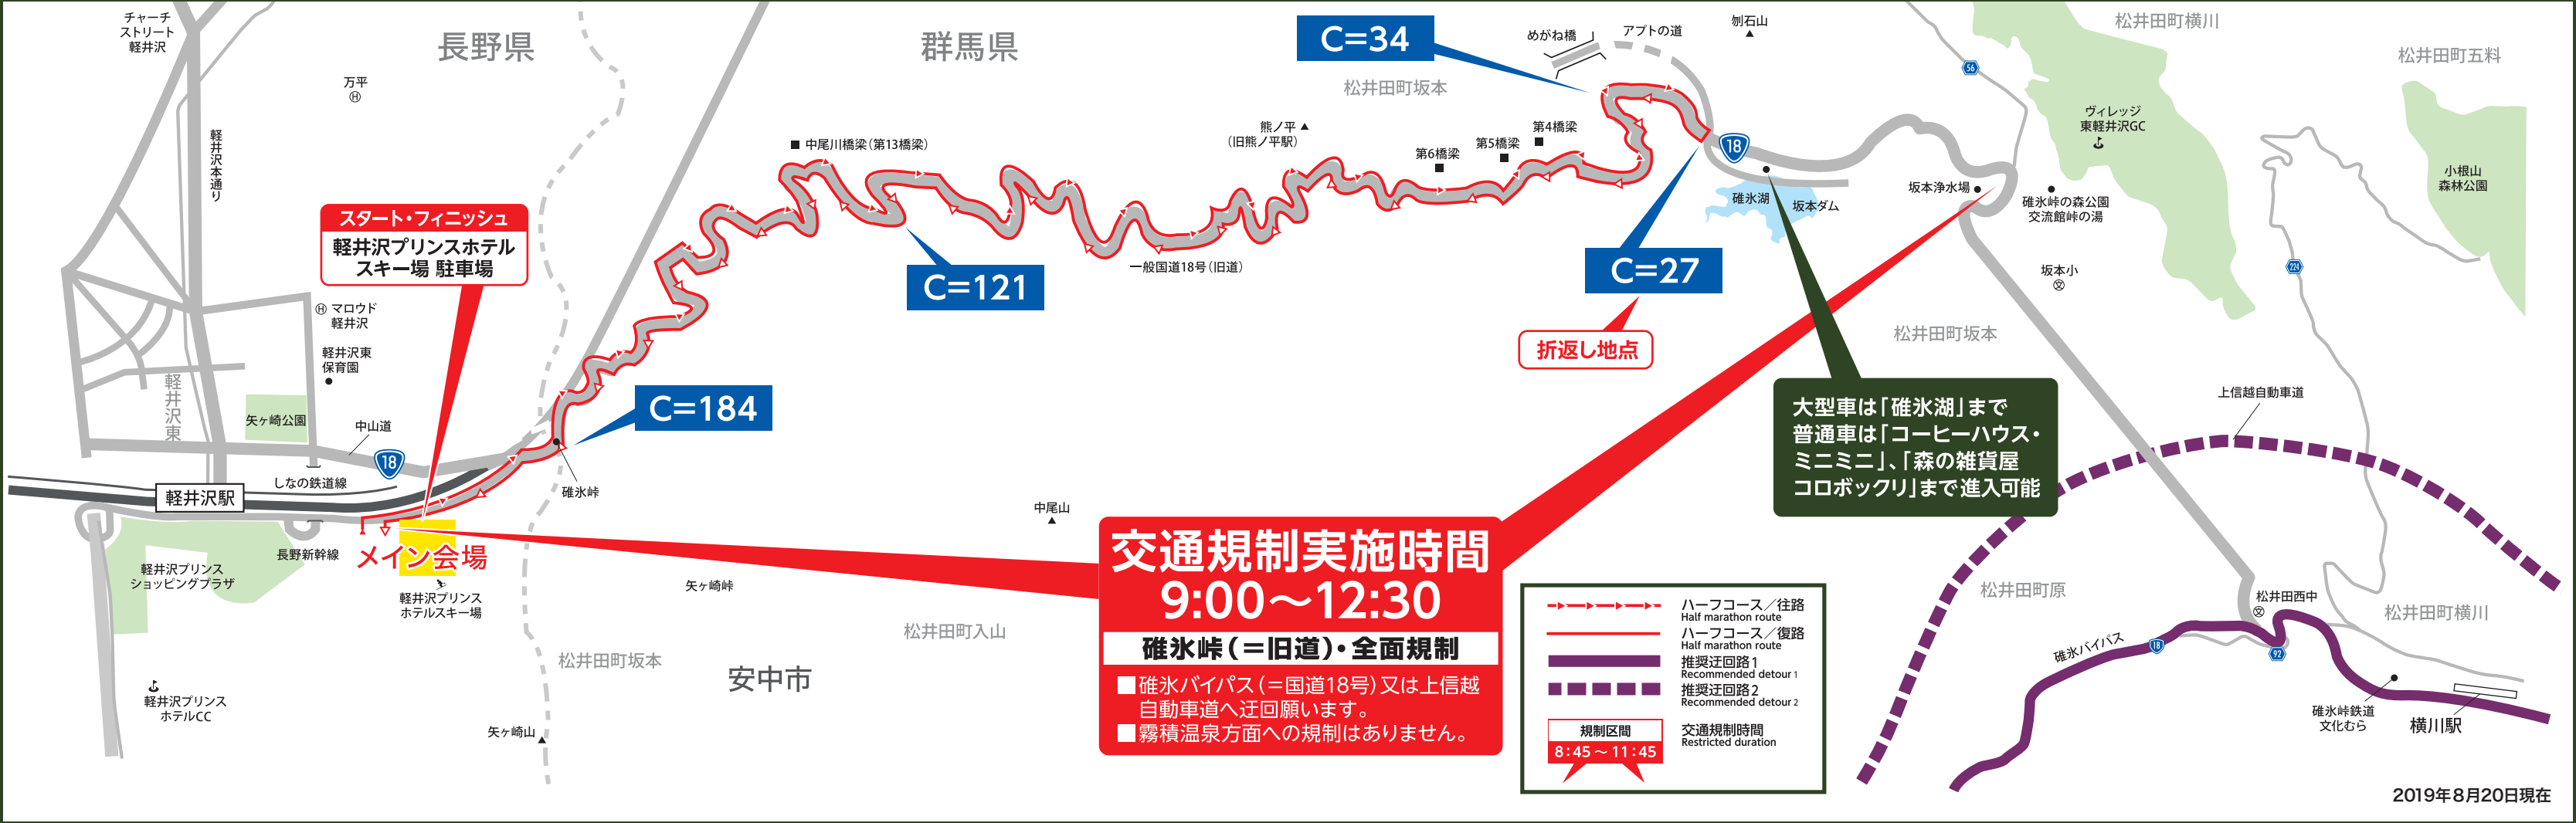 チャーチ
ストリート
軽井沢
長野県
群馬県
万平
Ⓗ
軽井沢本通り
スタート・フィニッシュ
軽井沢プリンスホテル
スキー場 駐車場
Ⓗ マロウド
軽井沢
軽井沢東
保育園
軽井沢東
矢ヶ崎公園
中山道
18
しなの鉄道線
軽井沢駅
長野新幹線
メイン会場
軽井沢プリンス
ショッピングプラザ
軽井沢プリンス
ホテルスキー場
軽井沢プリンス
ホテルCC
碓氷峠
C=184
中尾川橋梁（第13橋梁）
C=121
一般国道18号（旧道）
熊ノ平
（旧熊ノ平駅）
第6橋梁
第5橋梁
第4橋梁
松井田町坂本
C=34
めがね橋
アプトの道
刎石山
18
C=27
折返し地点
碓氷湖
坂本ダム
坂本浄水場
碓氷峠の森公園
交流館峠の湯
坂本小
文
56
松井田町横川
松井田町五料
ヴィレッジ
東軽井沢GC
小根山
森林公園
224
松井田町坂本
上信越自動車道
大型車は「碓氷湖」まで
普通車は「コーヒーハウス・
ミニミニ」、「森の雑貨屋
コロボックリ」まで進入可能
中尾山
矢ヶ崎峠
松井田町入山
松井田町坂本
安中市
矢ヶ崎山
交通規制実施時間
9:00～12:30
碓氷峠（＝旧道）・全面規制
■碓氷バイパス（＝国道18号）又は上信越
自動車道へ迂回願います。
■霧積温泉方面への規制はありません。
ハーフコース／往路
Half marathon route
ハーフコース／復路
Half marathon route
推奨迂回路1
Recommended detour 1
推奨迂回路2
Recommended detour 2
規制区間
8:45～11:45
交通規制時間
Restricted duration
松井田町原
松井田西中
文
松井田町横川
碓氷バイパス
18
92
碓氷峠鉄道
文化むら
横川駅
2019年8月20日現在